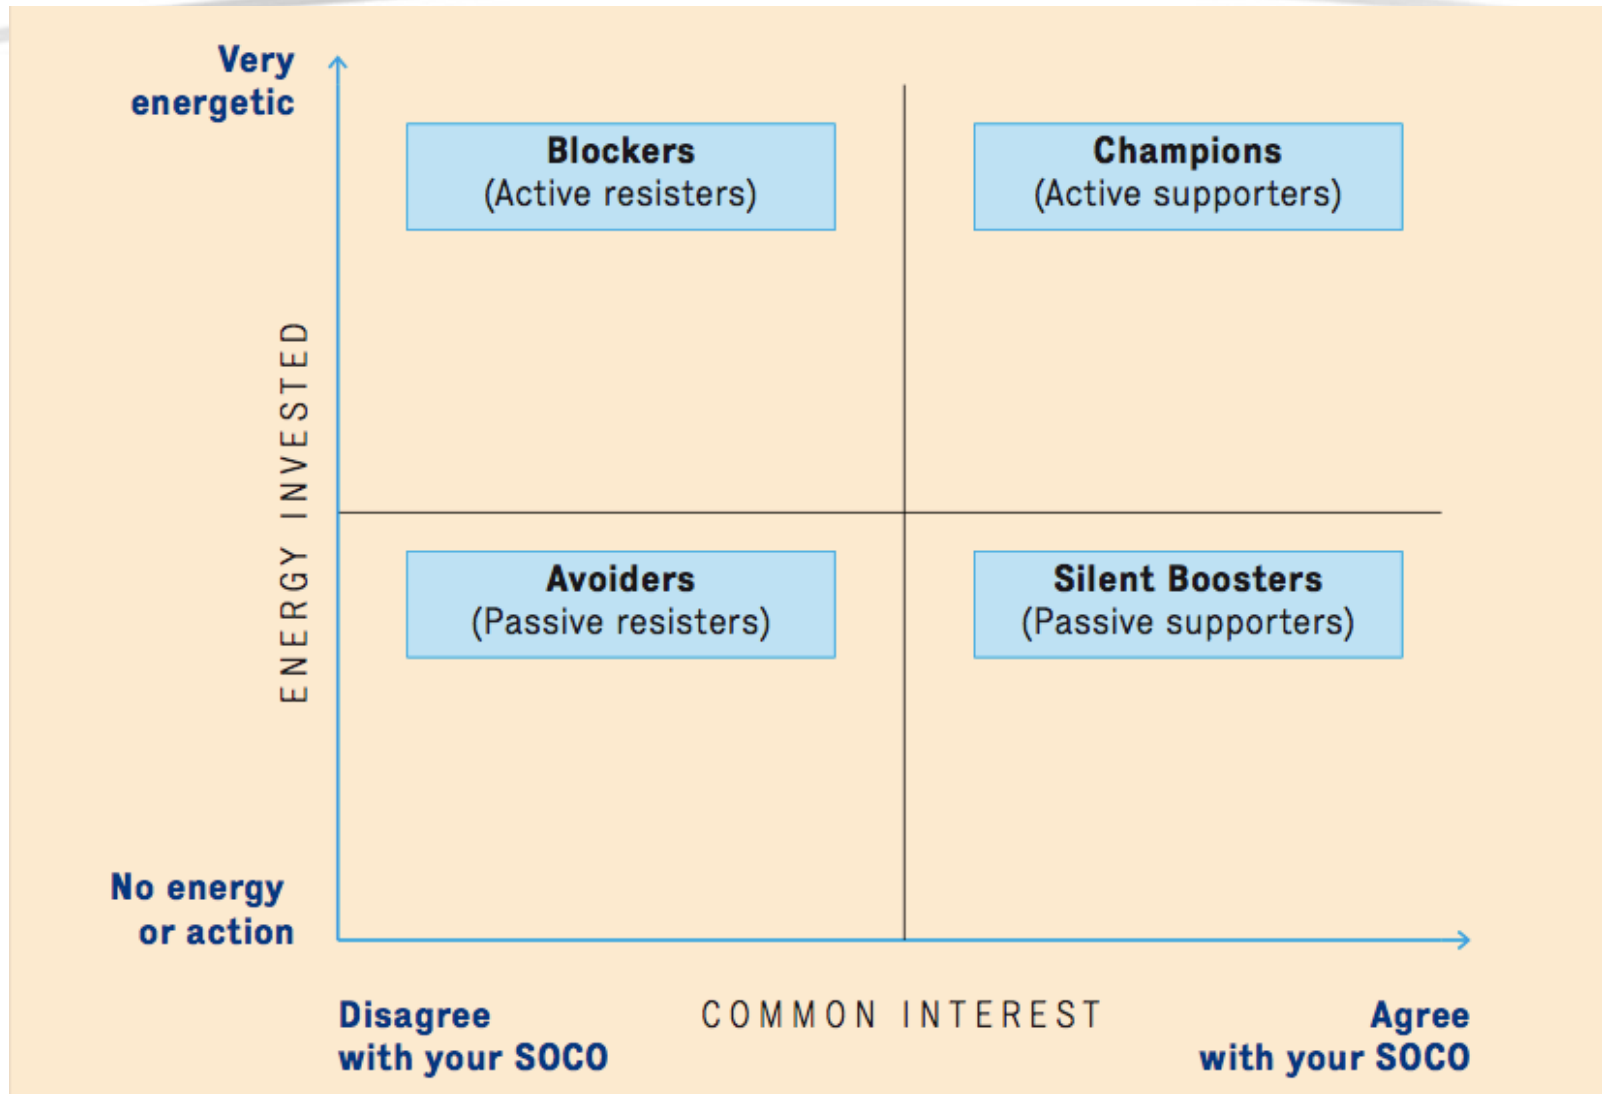 Very
energetic
Blockers
(Active resisters)
Champions
(Active supporters)
ENERGY INVESTED
Avoiders
(Passive resisters)
Silent Boosters
(Passive supporters)
No energy
or action
Disagree
with your SOCO
COMMON INTEREST
Agree
with your SOCO